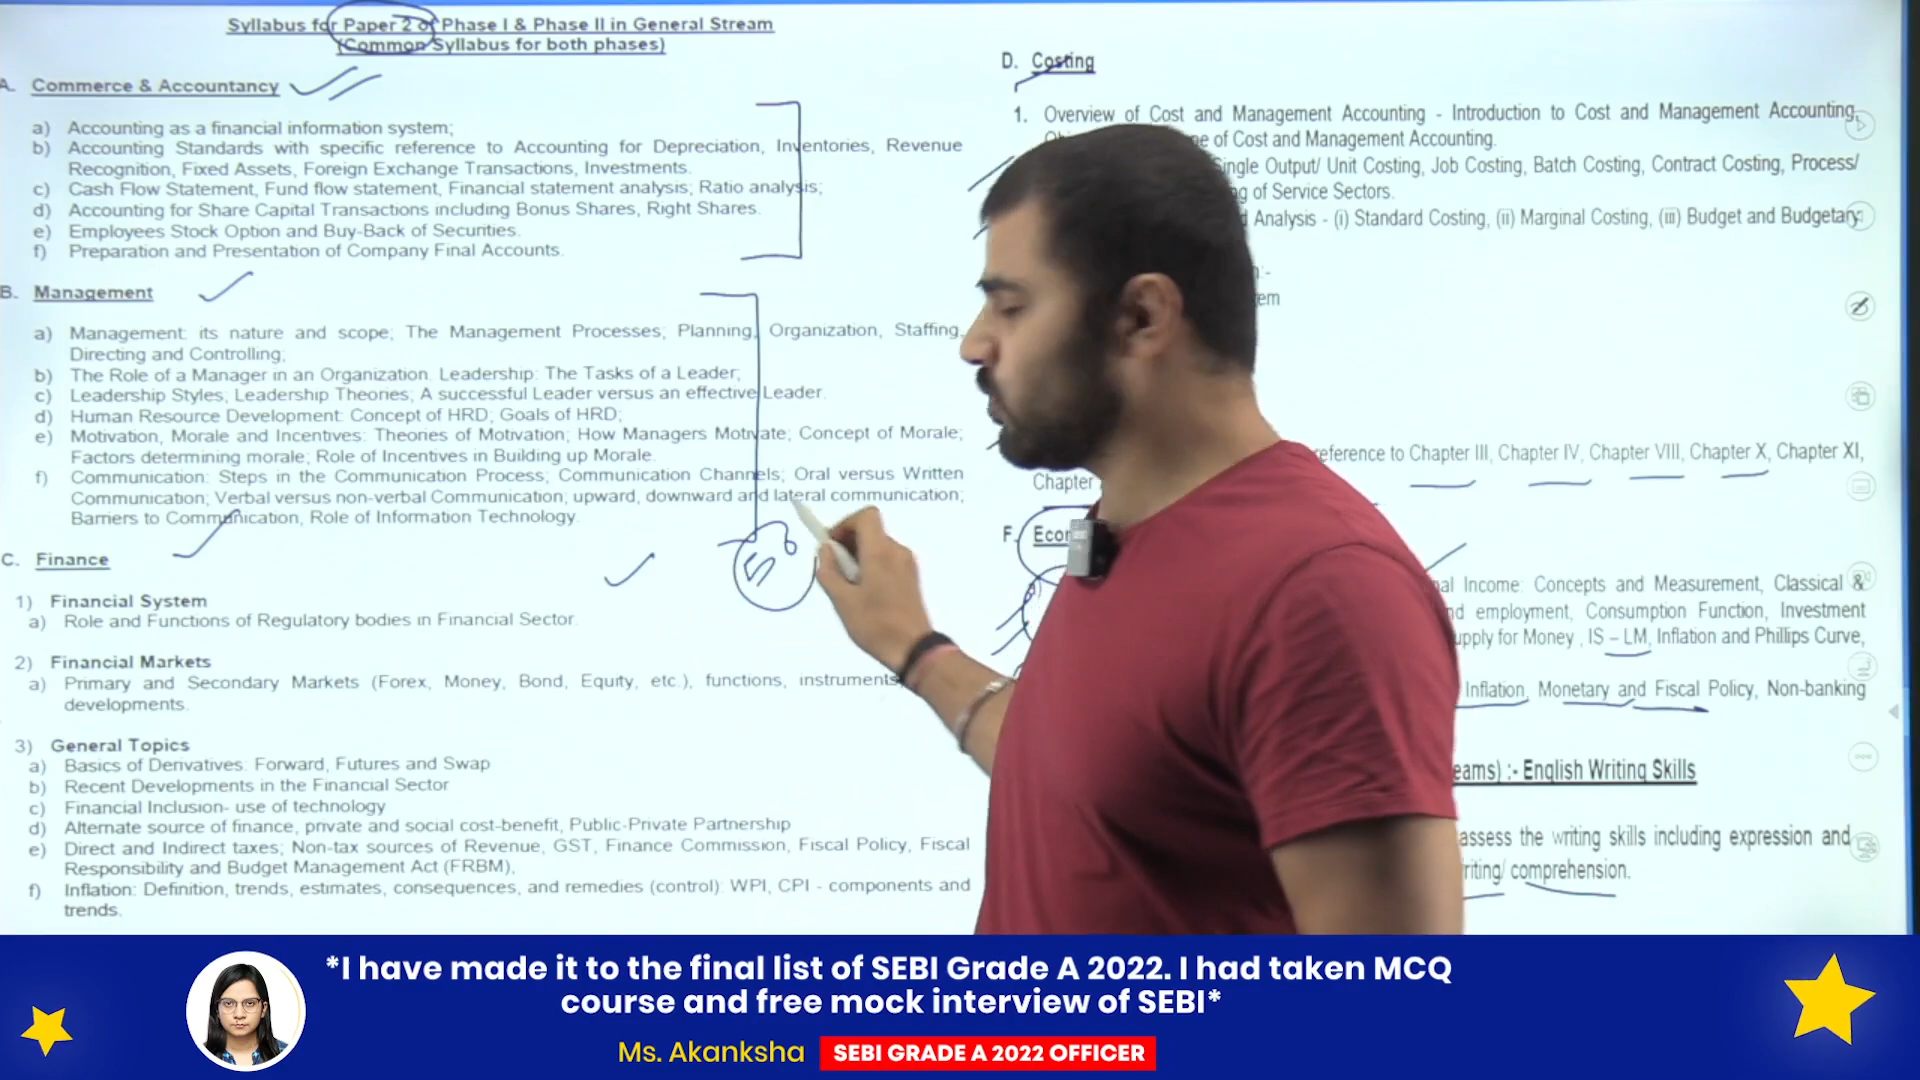 Syllabus for Paper 2 of Phase I & Phase II in General Stream
(Common Syllabus for both phases)
A. Commerce & Accountancy
a) Accounting as a financial information system;
b) Accounting Standards with specific reference to Accounting for Depreciation, Inventories, Revenue
Recognition, Fixed Assets, Foreign Exchange Transactions, Investments.
c) Cash Flow Statement, Fund flow statement, Financial statement analysis; Ratio analysis;
d) Accounting for Share Capital Transactions including Bonus Shares, Right Shares.
e) Employees Stock Option and Buy-Back of Securities.
f) Preparation and Presentation of Company Final Accounts.
B. Management
a) Management: its nature and scope; The Management Processes; Planning, Organization, Staffing,
Directing and Controlling;
b) The Role of a Manager in an Organization. Leadership: The Tasks of a Leader;
c) Leadership Styles; Leadership Theories; A successful Leader versus an effective Leader.
d) Human Resource Development: Concept of HRD; Goals of HRD;
e) Motivation, Morale and Incentives: Theories of Motivation; How Managers Motivate; Concept of Morale;
Factors determining morale; Role of Incentives in Building up Morale.
f) Communication: Steps in the Communication Process; Communication Channels; Oral versus Written
Communication; Verbal versus non-verbal Communication; upward, downward and lateral communication;
Barriers to Communication, Role of Information Technology.
C. Finance
1) Financial System
a) Role and Functions of Regulatory bodies in Financial Sector.
2) Financial Markets
a) Primary and Secondary Markets (Forex, Money, Bond, Equity, etc.), functions, instruments,
developments.
3) General Topics
a) Basics of Derivatives: Forward, Futures and Swap
b) Recent Developments in the Financial Sector
c) Financial Inclusion- use of technology
d) Alternate source of finance, private and social cost-benefit, Public-Private Partnership
e) Direct and Indirect taxes; Non-tax sources of Revenue, GST, Finance Commission, Fiscal Policy, Fiscal
Responsibility and Budget Management Act (FRBM),
f) Inflation: Definition, trends, estimates, consequences, and remedies (control): WPI, CPI - components and
trends.
D. Costing
1. Overview of Cost and Management Accounting - Introduction to Cost and Management Accounting,
of Cost and Management Accounting.
Single Output/ Unit Costing, Job Costing, Batch Costing, Contract Costing, Process/
of Service Sectors.
Analysis - (i) Standard Costing, (ii) Marginal Costing, (iii) Budget and Budgetary
reference to Chapter III, Chapter IV, Chapter VIII, Chapter X, Chapter XI,
Chapter
F.
Income: Concepts and Measurement, Classical &
employment, Consumption Function, Investment
for Money , IS – LM, Inflation and Phillips Curve,
Inflation, Monetary and Fiscal Policy, Non-banking
:- English Writing Skills
assess the writing skills including expression and
comprehension.
*I have made it to the final list of SEBI Grade A 2022. I had taken MCQ
course and free mock interview of SEBI*
Ms. Akanksha SEBI GRADE A 2022 OFFICER